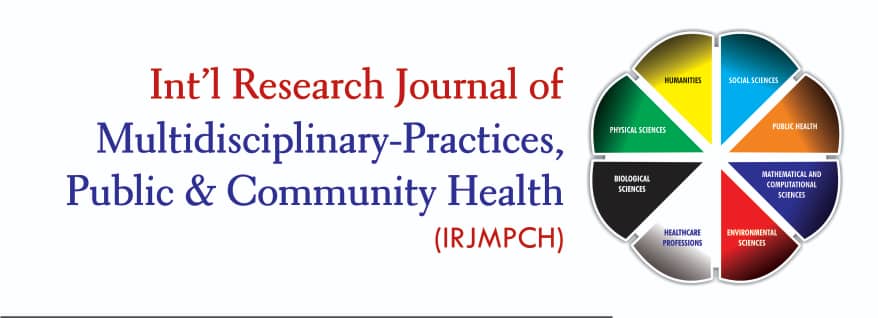 Int'l Research Journal of
Multidisciplinary-Practices,
Public & Community Health
(IRJMPCH)
HUMANITIES
SOCIAL SCIENCES
PHYSICAL SCIENCES
PUBLIC HEALTH
BIOLOGICAL
SCIENCES
MATHEMATICAL AND
COMPUTATIONAL
SCIENCES
HEALTHCARE
PROFESSIONS
ENVIRONMENTAL
SCIENCES